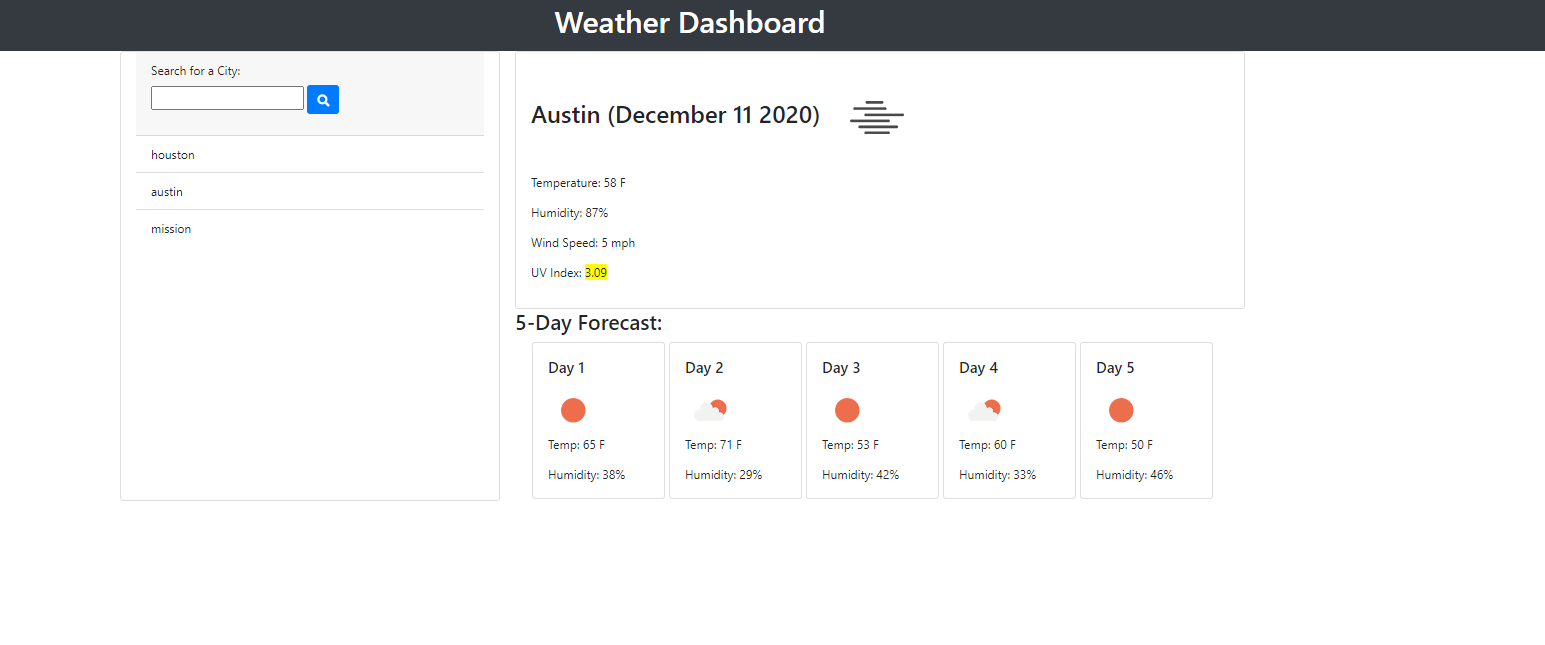 Weather Dashboard
Search for a City:
houston
austin
mission
Austin (December 11 2020)
Temperature: 58 F
Humidity: 87%
Wind Speed: 5 mph
UV Index: 3.09
5-Day Forecast:
Day 1
Temp: 65 F
Humidity: 38%
Day 2
Temp: 71 F
Humidity: 29%
Day 3
Temp: 53 F
Humidity: 42%
Day 4
Temp: 60 F
Humidity: 33%
Day 5
Temp: 50 F
Humidity: 46%